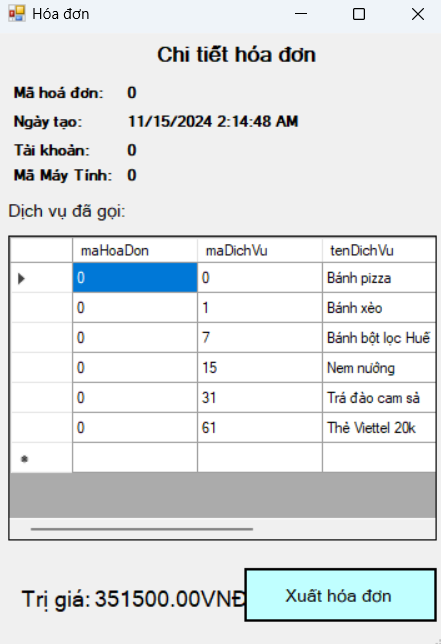 Hóa đơn
Chi tiết hóa đơn
Mã hoá đơn: 0
Ngày tạo: 11/15/2024 2:14:48 AM
Tài khoản: 0
Mã Máy Tính: 0
Dịch vụ đã gọi:
maHoaDon maDichVu tenDichVu
0 0 Bánh pizza
0 1 Bánh xèo
0 7 Bánh bột lọc Huế
0 15 Nem nướng
0 31 Trá đào cam sả
0 61 Thẻ Viettel 20k
Trị giá: 351500.00VNĐ
Xuất hóa đơn